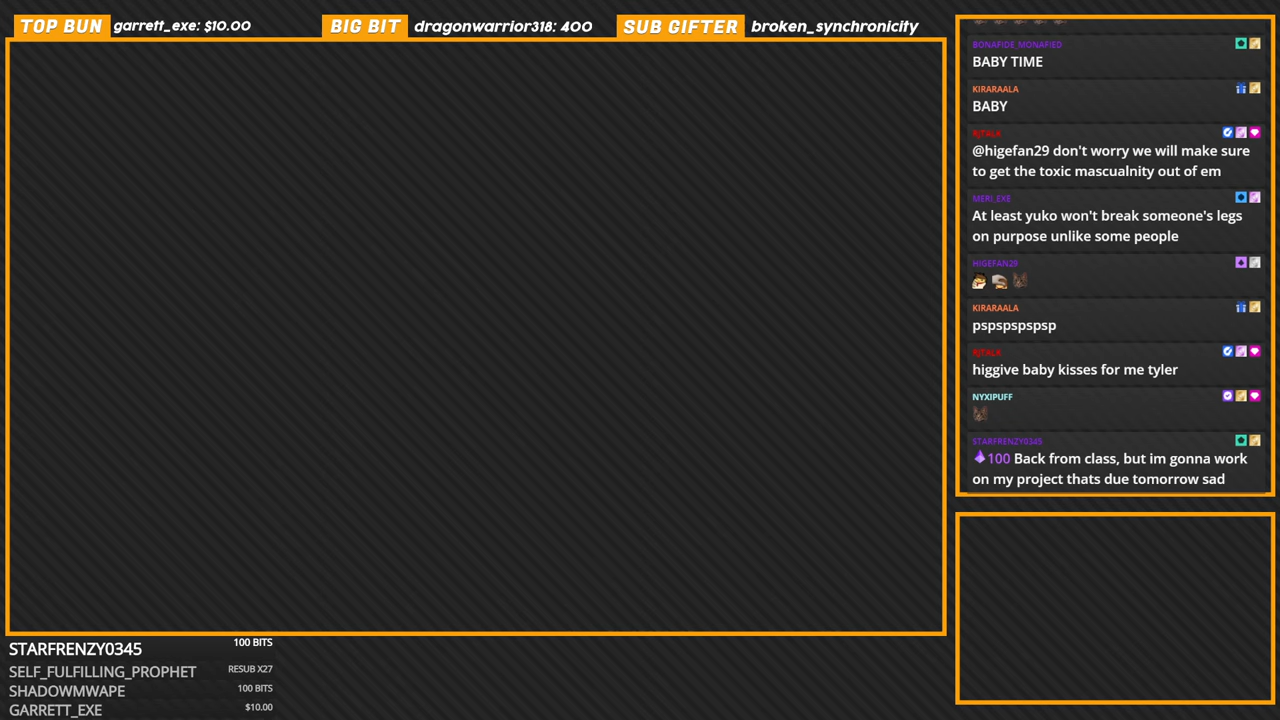 TOP BUN garrett_exe: $10.00 BIG BIT dragonwarrior318: 400 SUB GIFTER broken_synchronicity
BONAFIDE_MONAFIED
BABY TIME
KIRARAALA
BABY
RJTALK
@higefan29 don't worry we will make sure
to get the toxic mascualnity out of em
MERI_EXE
At least yuko won't break someone's legs
on purpose unlike some people
HIGEFAN29
KIRARAALA
pspspspspsp
RJTALK
higgive baby kisses for me tyler
NYXIPUFF
STARFRENZY0345
100 Back from class, but im gonna work
on my project thats due tomorrow sad
STARFRENZY0345 100 BITS
SELF_FULFILLING_PROPHET RESUB X27
SHADOWMWAPE 100 BITS
GARRETT_EXE $10.00